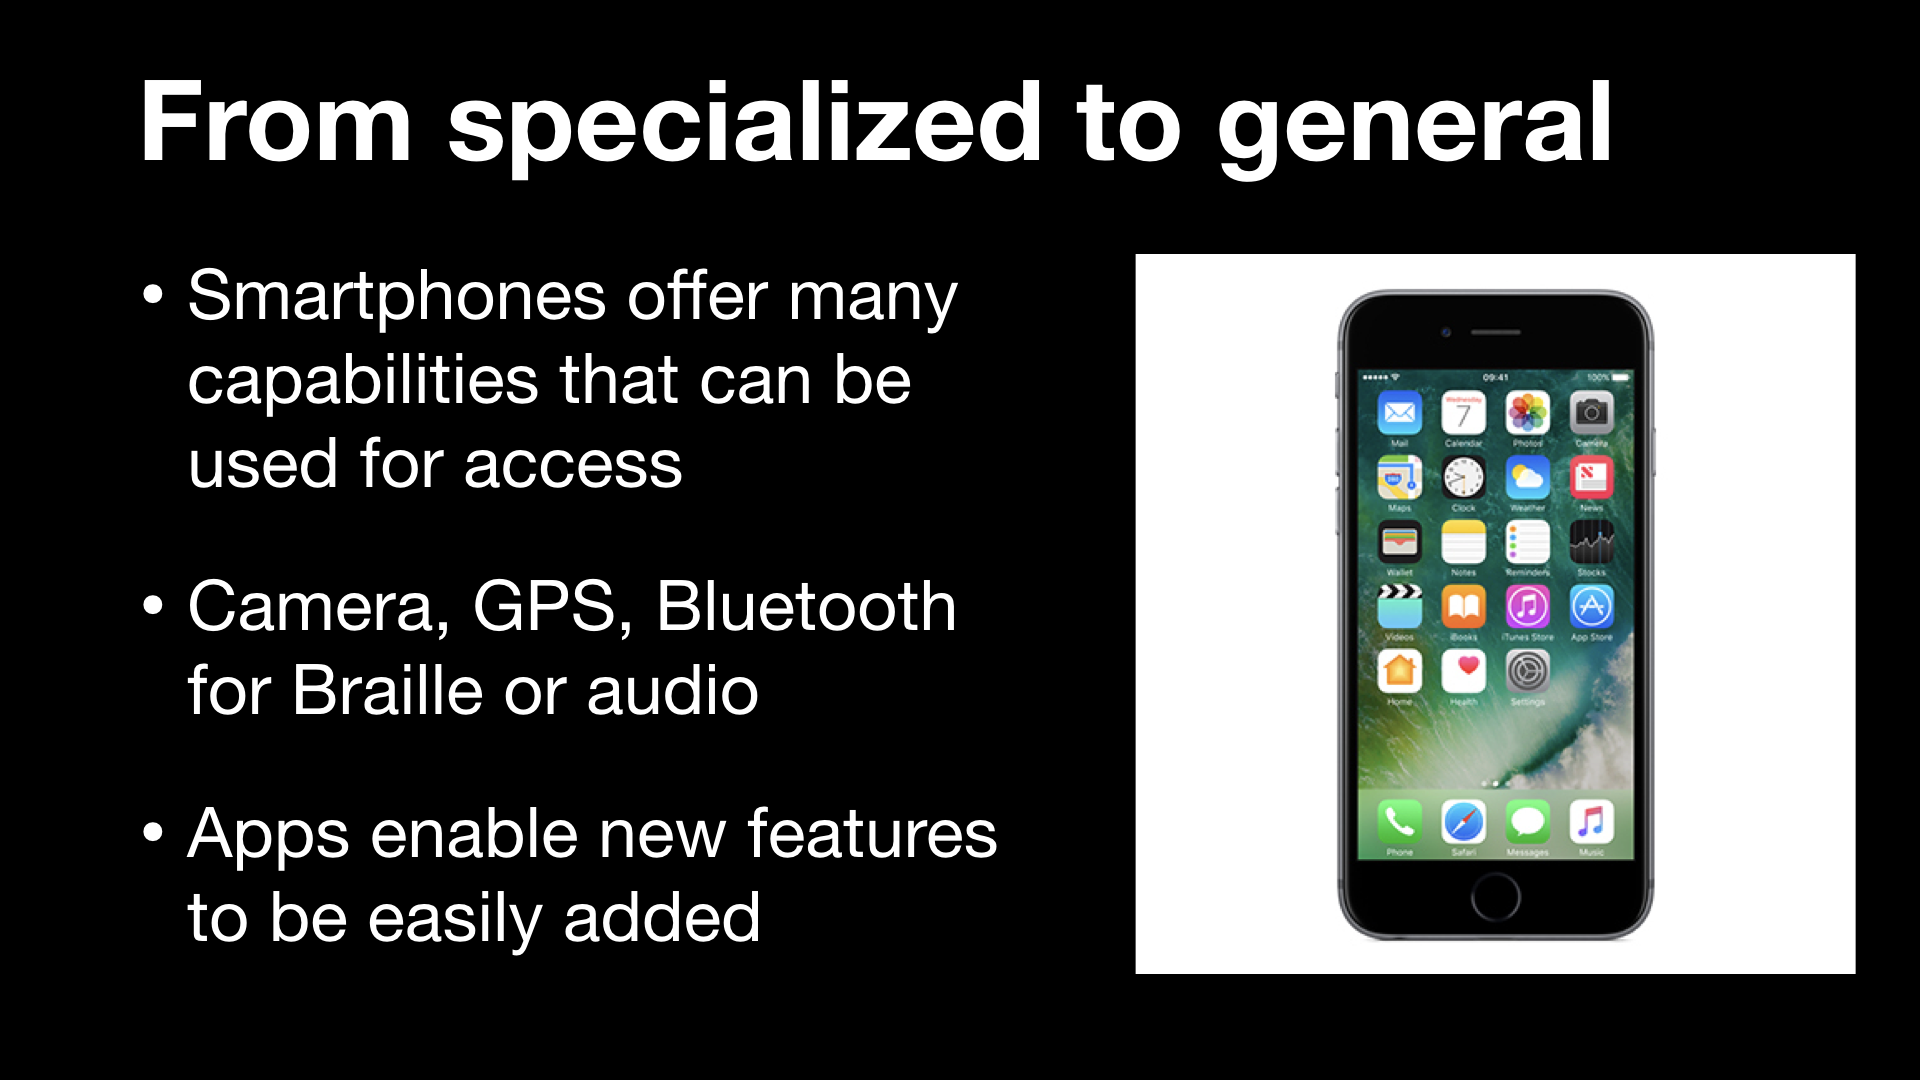 From specialized to general
• Smartphones offer many
capabilities that can be
used for access
• Camera, GPS, Bluetooth
for Braille or audio
• Apps enable new features
to be easily added
09:41 100%
Wednesday
7
Mail Calendar Photos Camera
280
Maps Clock Weather News
Wallet Notes Reminders Stocks
Videos iBooks iTunes Store App Store
Home Health Settings
Phone Safari Messages Music